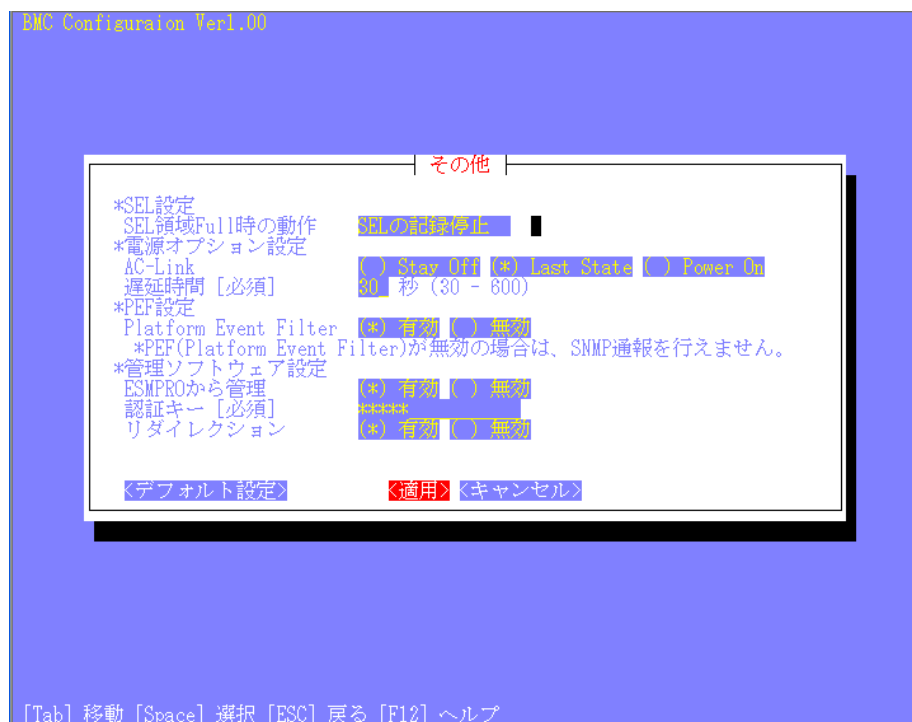 BMC Configuraion Ver1.00
その他
*SEL設定
SEL領域Full時の動作 SELの記録停止
*電源オプション設定
AC-Link ( ) Stay Off (*) Last State ( ) Power On
遅延時間 [必須] 30_ 秒 (30 - 600)
*PEF設定
Platform Event Filter (*) 有効 ( ) 無効
*PEF(Platform Event Filter)が無効の場合は、SNMP通報を行えません。
*管理ソフトウェア設定
ESMPROから管理 (*) 有効 ( ) 無効
認証キー [必須] *****___________
リダイレクション (*) 有効 ( ) 無効
<デフォルト設定> <適用> <キャンセル>
[Tab] 移動 [Space] 選択 [ESC] 戻る [F12] ヘルプ